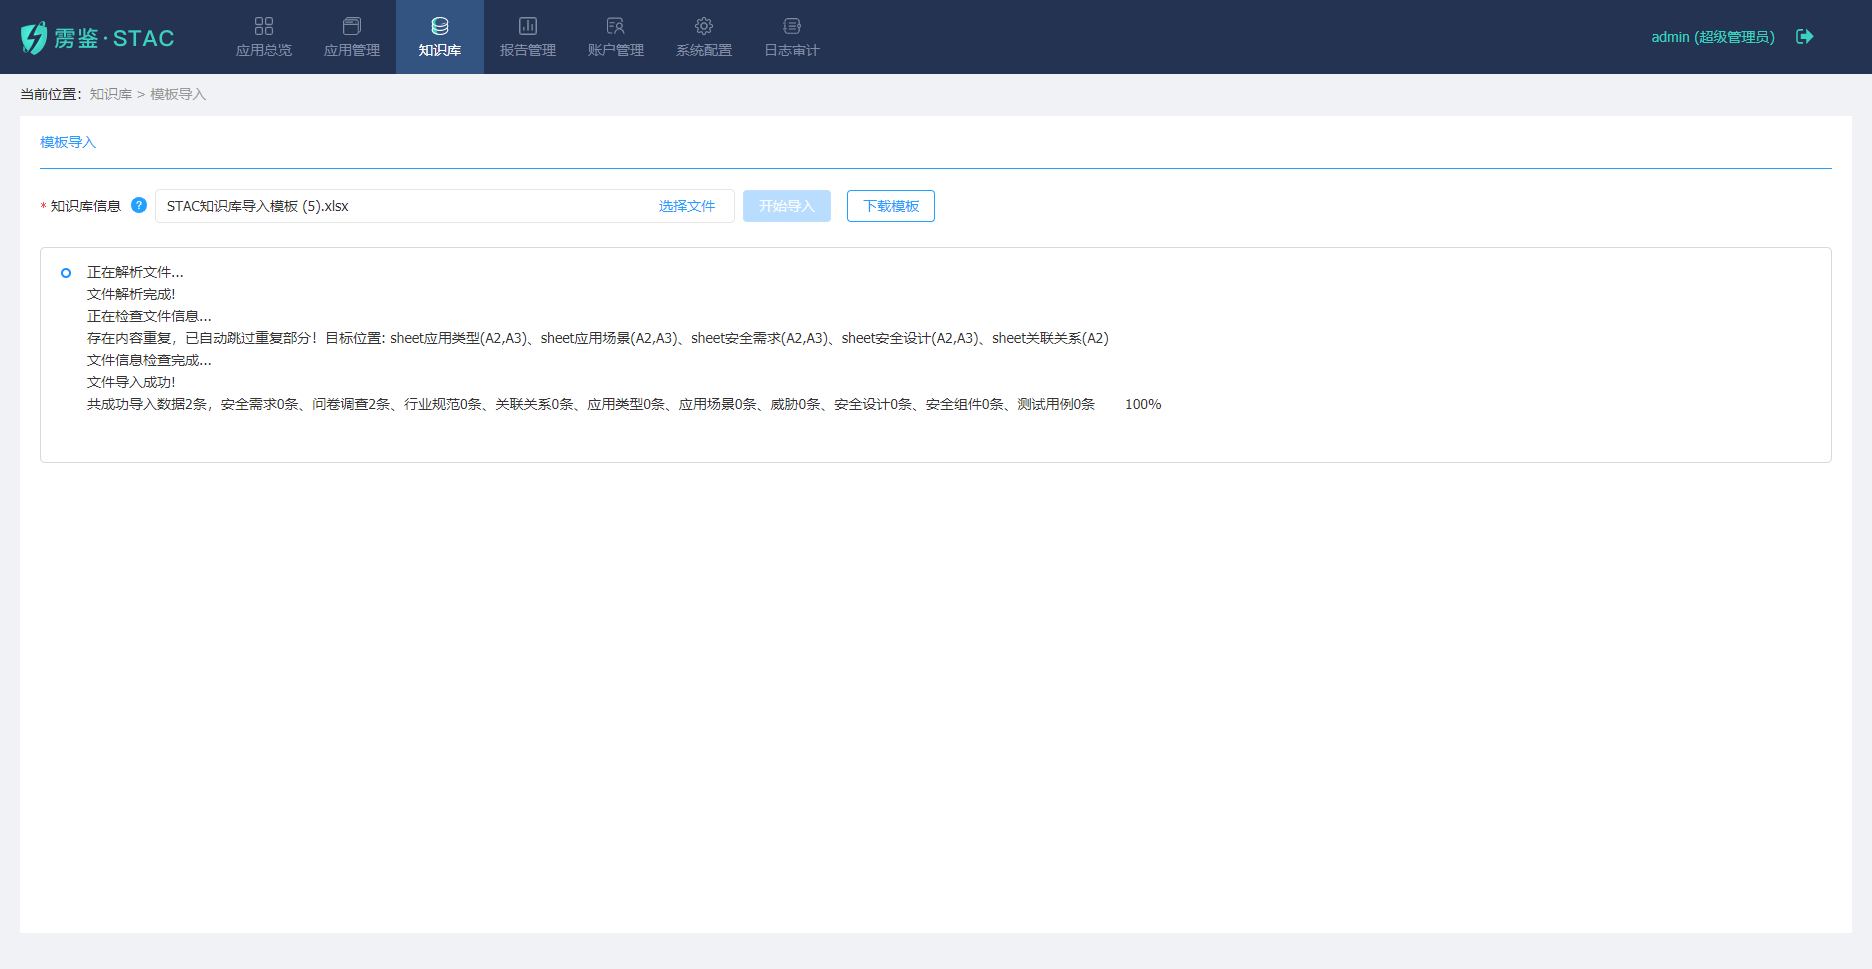 雳鉴·STAC
应用总览
应用管理
知识库
报告管理
账户管理
系统配置
日志审计
admin (超级管理员)
当前位置：知识库 > 模板导入
模板导入
* 知识库信息 ? STAC知识库导入模板 (5).xlsx 选择文件 开始导入 下载模板
正在解析文件...
文件解析完成!
正在检查文件信息...
存在内容重复，已自动跳过重复部分！目标位置: sheet应用类型(A2,A3)、sheet应用场景(A2,A3)、sheet安全需求(A2,A3)、sheet安全设计(A2,A3)、sheet关联关系(A2)
文件信息检查完成...
文件导入成功!
共成功导入数据2条，安全需求0条、问卷调查2条、行业规范0条、关联关系0条、应用类型0条、应用场景0条、威胁0条、安全设计0条、安全组件0条、测试用例0条 100%